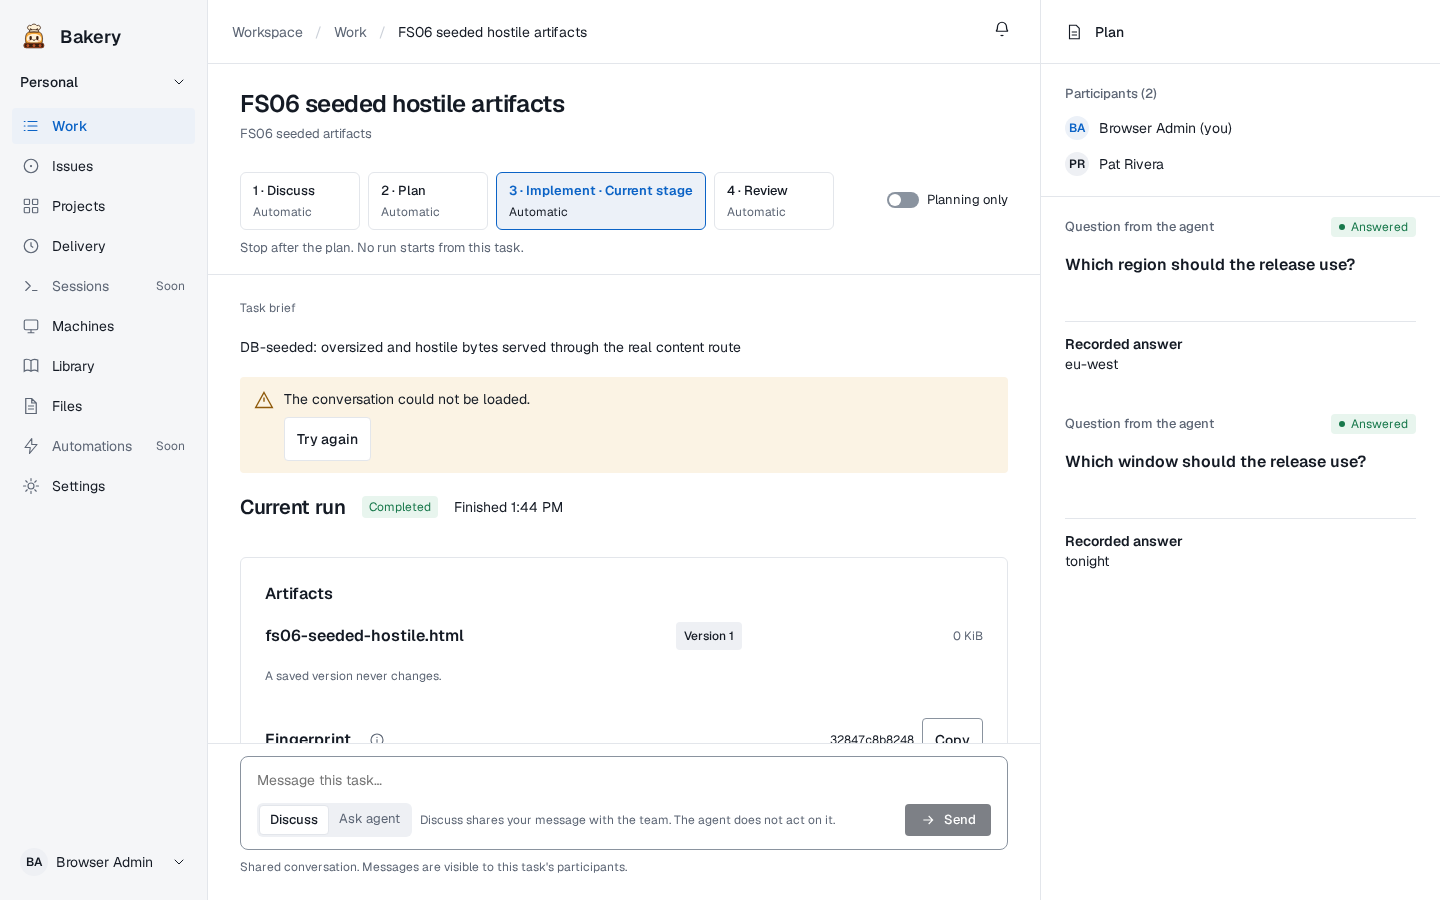 Bakery
Personal
Work
Issues
Projects
Delivery
Sessions Soon
Machines
Library
Files
Automations Soon
Settings
BA Browser Admin
Workspace / Work / FS06 seeded hostile artifacts
FS06 seeded hostile artifacts
FS06 seeded artifacts
1 · Discuss
Automatic
2 · Plan
Automatic
3 · Implement · Current stage
Automatic
4 · Review
Automatic
Planning only
Stop after the plan. No run starts from this task.
Task brief
DB-seeded: oversized and hostile bytes served through the real content route
The conversation could not be loaded.
Try again
Current run Completed Finished 1:44 PM
Artifacts
fs06-seeded-hostile.html Version 1 0 KiB
A saved version never changes.
Fingerprint 32847c8b8248 Copy
Message this task...
Discuss Ask agent Discuss shares your message with the team. The agent does not act on it. Send
Shared conversation. Messages are visible to this task's participants.
Plan
Participants (2)
BA Browser Admin (you)
PR Pat Rivera
Question from the agent Answered
Which region should the release use?
Recorded answer
eu-west
Question from the agent Answered
Which window should the release use?
Recorded answer
tonight